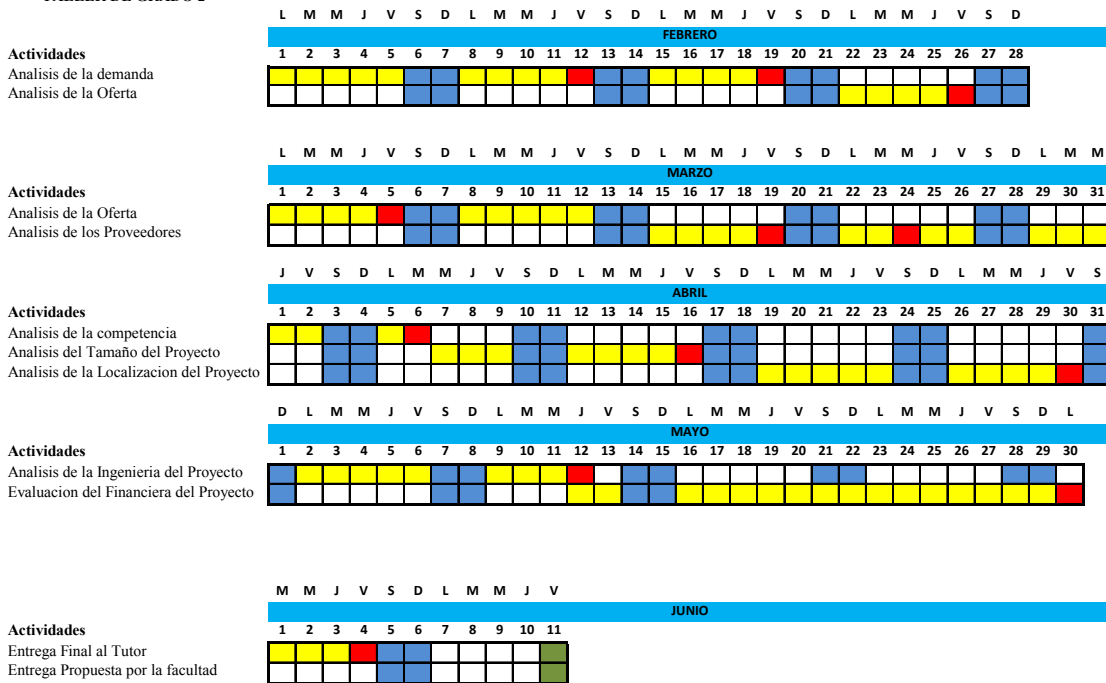 TALLER DE GRADO 2
L M M J V S D L M M J V S D L M M J V S D L M M J V S D
FEBRERO
Actividades 1 2 3 4 5 6 7 8 9 10 11 12 13 14 15 16 17 18 19 20 21 22 23 24 25 26 27 28
Analisis de la demanda
Analisis de la Oferta
L M M J V S D L M M J V S D L M M J V S D L M M J V S D L M M
MARZO
Actividades 1 2 3 4 5 6 7 8 9 10 11 12 13 14 15 16 17 18 19 20 21 22 23 24 25 26 27 28 29 30 31
Analisis de la Oferta
Analisis de los Proveedores
J V S D L M M J V S D L M M J V S D L M M J V S D L M M J V S
ABRIL
Actividades 1 2 3 4 5 6 7 8 9 10 11 12 13 14 15 16 17 18 19 20 21 22 23 24 25 26 27 28 29 30 31
Analisis de la competencia
Analisis del Tamaño del Proyecto
Analisis de la Localizacion del Proyecto
D L M M J V S D L M M J V S D L M M J V S D L M M J V S D L
MAYO
Actividades 1 2 3 4 5 6 7 8 9 10 11 12 13 14 15 16 17 18 19 20 21 22 23 24 25 26 27 28 29 30
Analisis de la Ingenieria del Proyecto
Evaluacion del Financiera del Proyecto
M M J V S D L M M J V
JUNIO
Actividades 1 2 3 4 5 6 7 8 9 10 11
Entrega Final al Tutor
Entrega Propuesta por la facultad